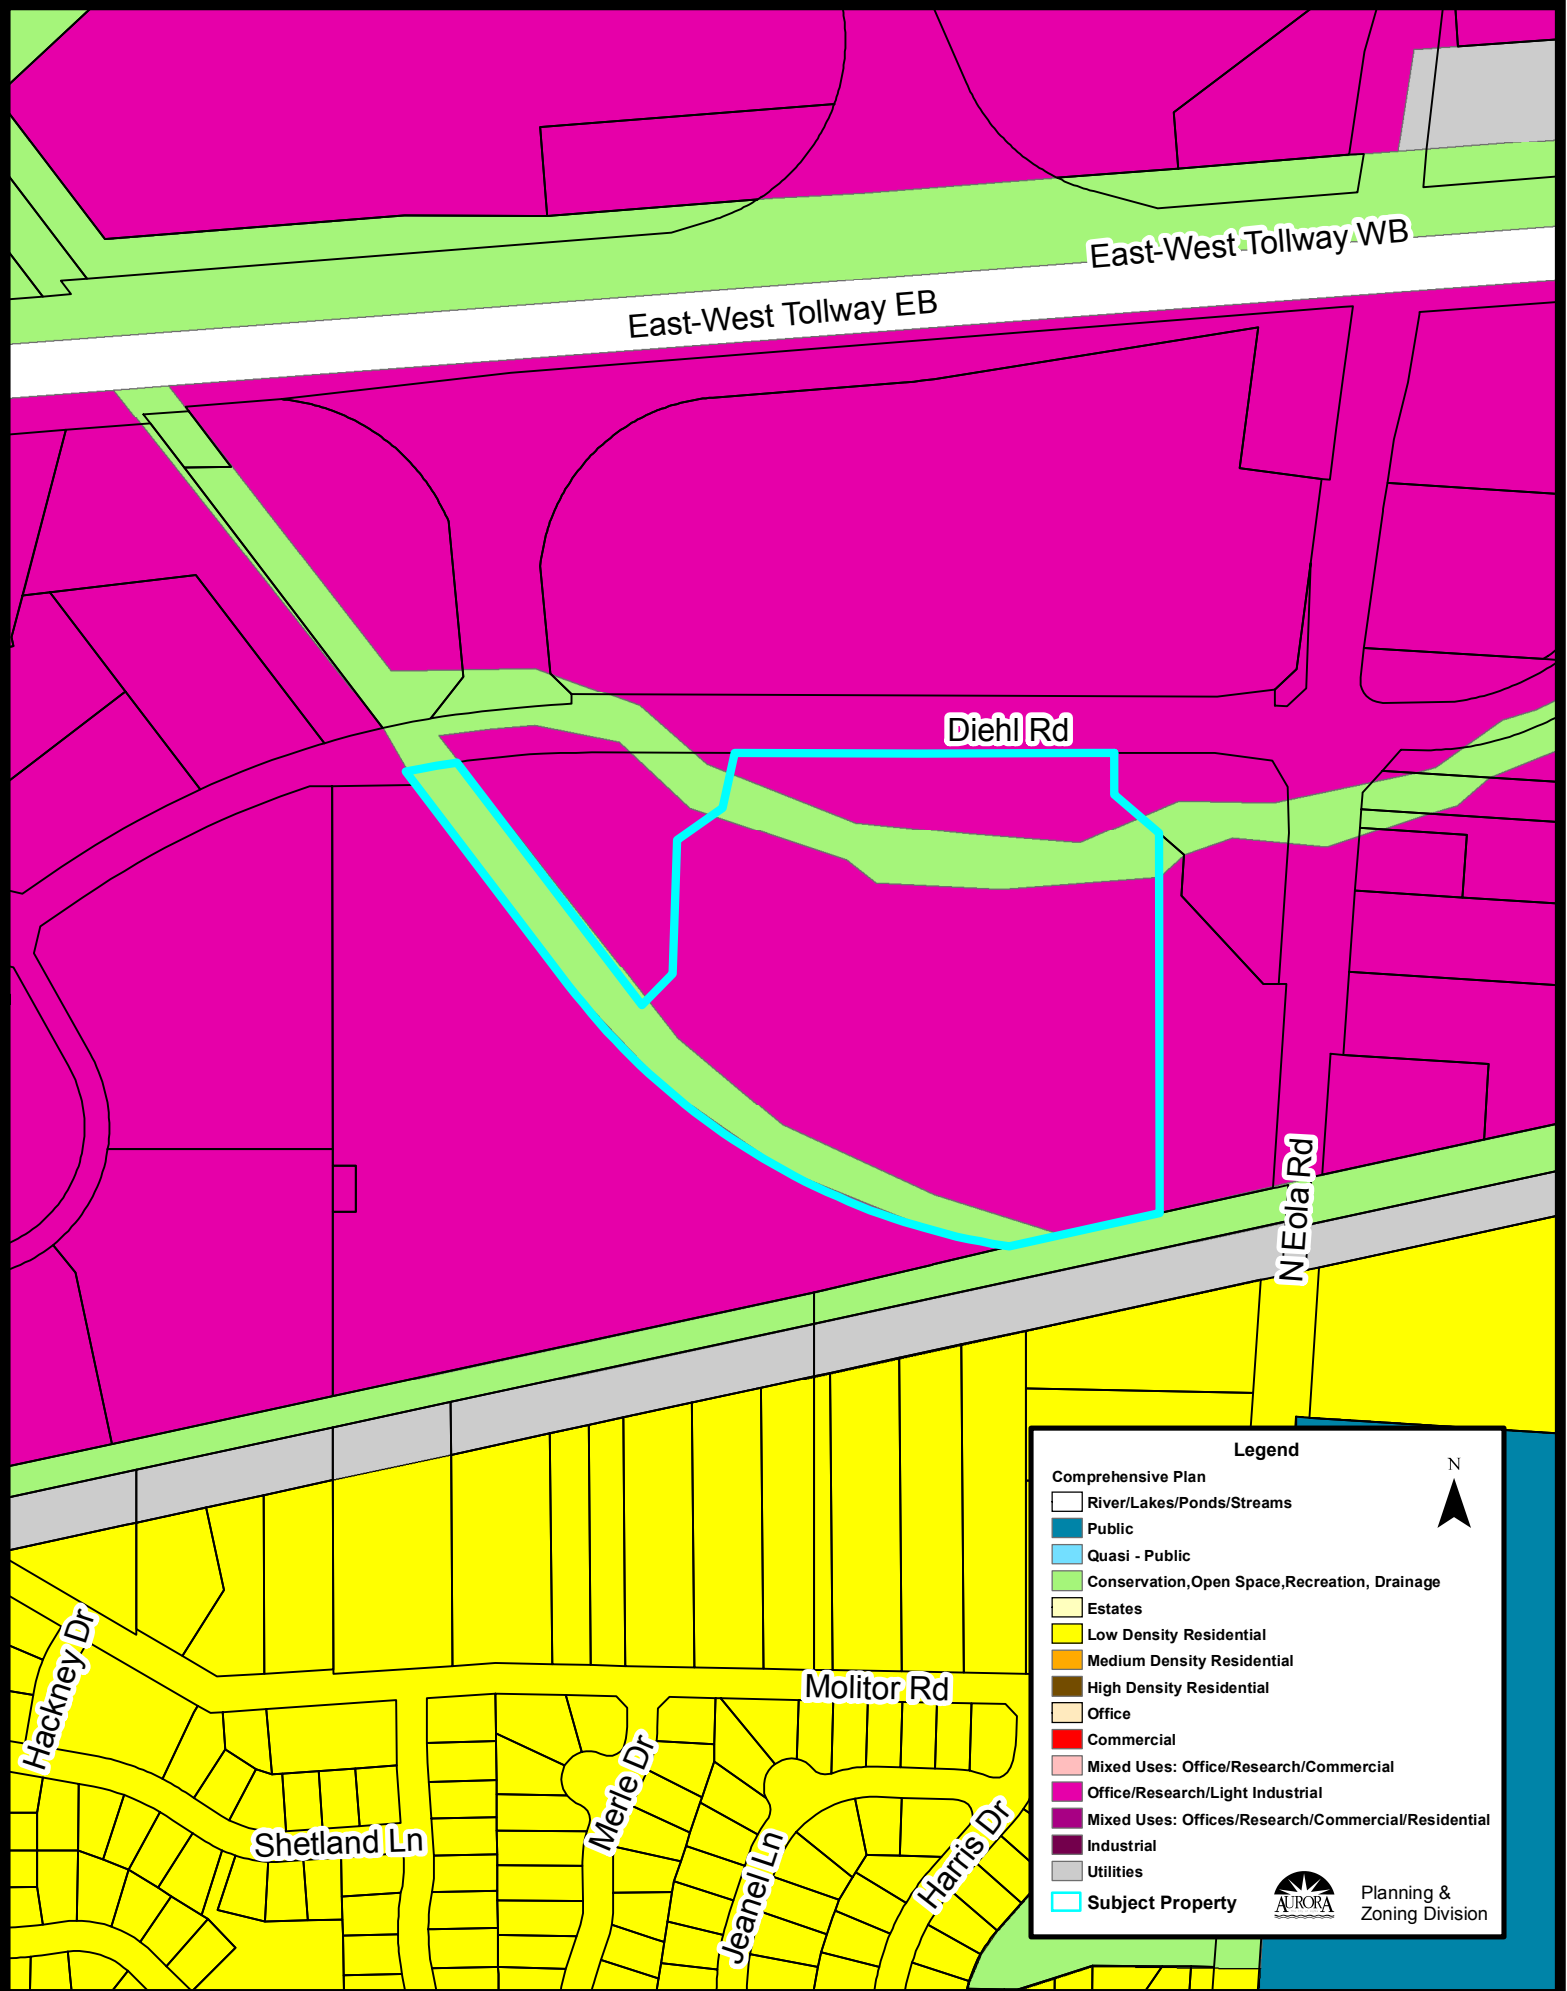 East-West Tollway WB
East-West Tollway EB
Diehl Rd
N Eola Rd
Legend
N
Comprehensive Plan
River/Lakes/Ponds/Streams
Public
Quasi - Public
Conservation,Open Space,Recreation, Drainage
Estates
Low Density Residential
Medium Density Residential
High Density Residential
Office
Commercial
Mixed Uses: Office/Research/Commercial
Office/Research/Light Industrial
Mixed Uses: Offices/Research/Commercial/Residential
Industrial
Utilities
Subject Property
AURORA
Planning &
Zoning Division
Hackney Dr
Molitor Rd
Merle Dr
Shetland Ln
Jeanel Ln
Harris Dr